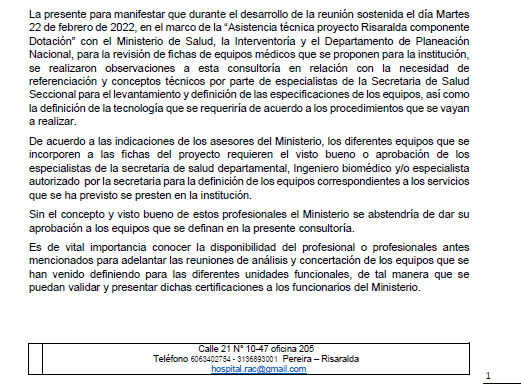 La presente para manifestar que durante el desarrollo de la reunión sostenida el día Martes
22 de febrero de 2022, en el marco de la "Asistencia técnica proyecto Risaralda componente
Dotación" con el Ministerio de Salud, la Interventoría y el Departamento de Planeación
Nacional, para la revisión de fichas de equipos médicos que se proponen para la institución,
se realizaron observaciones a esta consultoría en relación con la necesidad de
referenciación y conceptos técnicos por parte de especialistas de la Secretaria de Salud
Seccional para el levantamiento y definición de las especificaciones de los equipos, así como
la definición de la tecnología que se requeriría de acuerdo a los procedimientos que se vayan
a realizar.
De acuerdo a las indicaciones de los asesores del Ministerio, los diferentes equipos que se
incorporen a las fichas del proyecto requieren el visto bueno o aprobación de los
especialistas de la secretaria de salud departamental, Ingeniero biomédico y/o especialista
autorizado por la secretaria para la definición de los equipos correspondientes a los servicios
que se ha previsto se presten en la institución.
Sin el concepto y visto bueno de estos profesionales el Ministerio se abstendría de dar su
aprobación a los equipos que se definan en la presente consultoría.
Es de vital importancia conocer la disponibilidad del profesional o profesionales antes
mencionados para adelantar las reuniones de análisis y concertación de los equipos que se
han venido definiendo para las diferentes unidades funcionales, de tal manera que se
puedan validar y presentar dichas certificaciones a los funcionarios del Ministerio.
Calle 21 N° 10-47 oficina 205
Teléfono 6063402754 - 3136893001 Pereira – Risaralda
hospital.rac@gmail.com
1